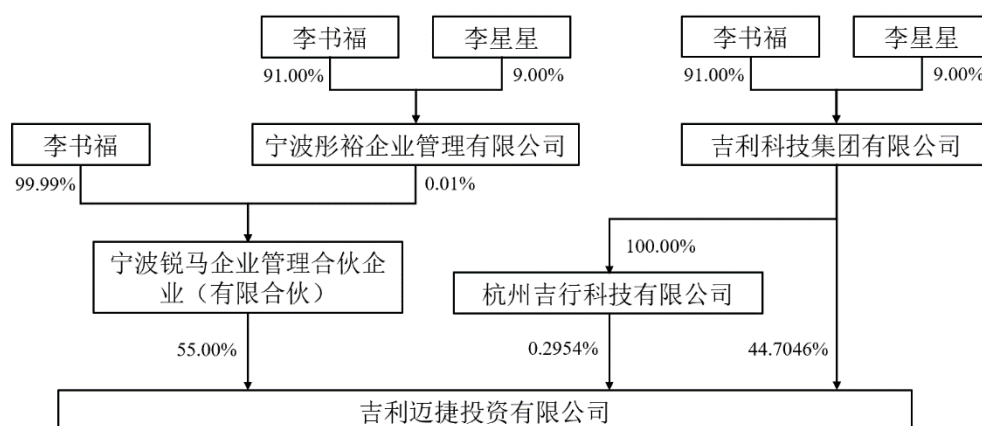 李书福
李星星
李书福
李星星
91.00%
9.00%
91.00%
9.00%
李书福
宁波彤裕企业管理有限公司
吉利科技集团有限公司
99.99%
0.01%
100.00%
宁波锐马企业管理合伙企
业（有限合伙）
杭州吉行科技有限公司
55.00%
0.2954%
44.7046%
吉利迈捷投资有限公司